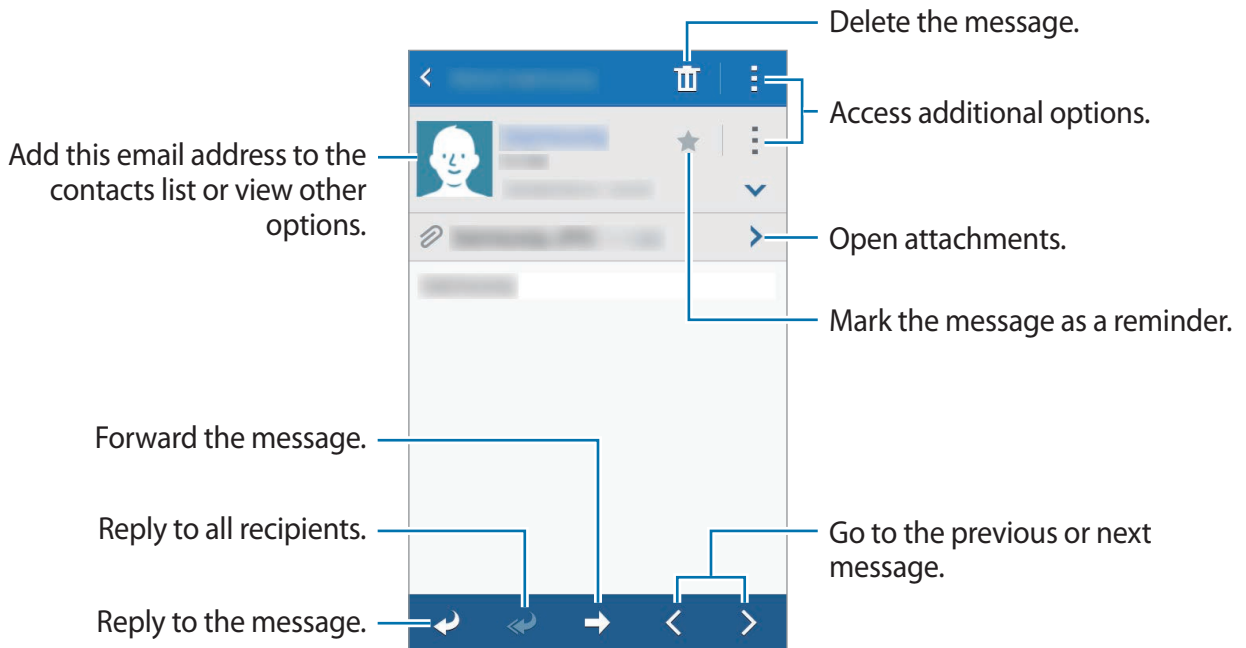 Delete the message.
Access additional options.
Add this email address to the
contacts list or view other
options.
Open attachments.
Mark the message as a reminder.
Forward the message.
Reply to all recipients.
Go to the previous or next
message.
Reply to the message.